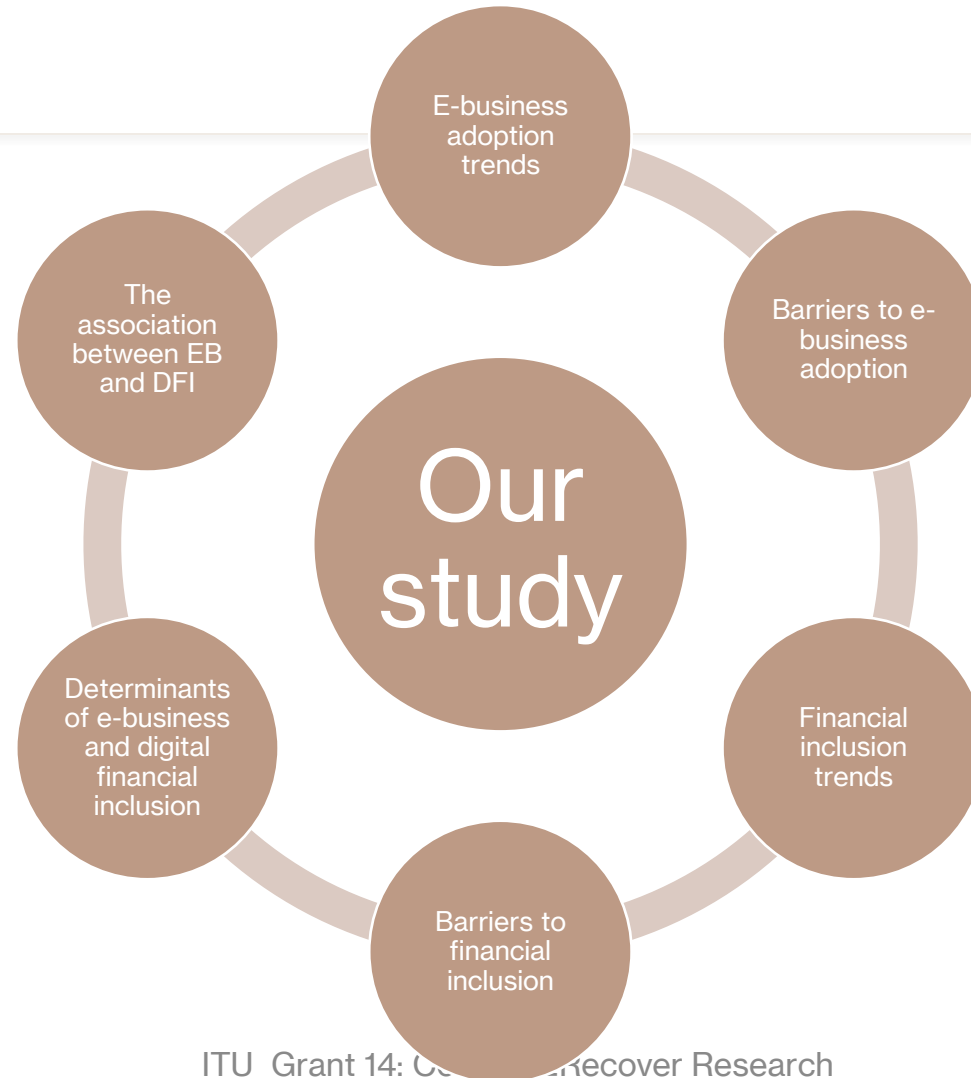 E-business
adoption
trends
Barriers to e-
business
adoption
Financial
inclusion
trends
Barriers to
financial
inclusion
Determinants
of e-business
and digital
financial
inclusion
The
association
between EB
and DFI
Our
study
ITU Grant 14: Recover Research